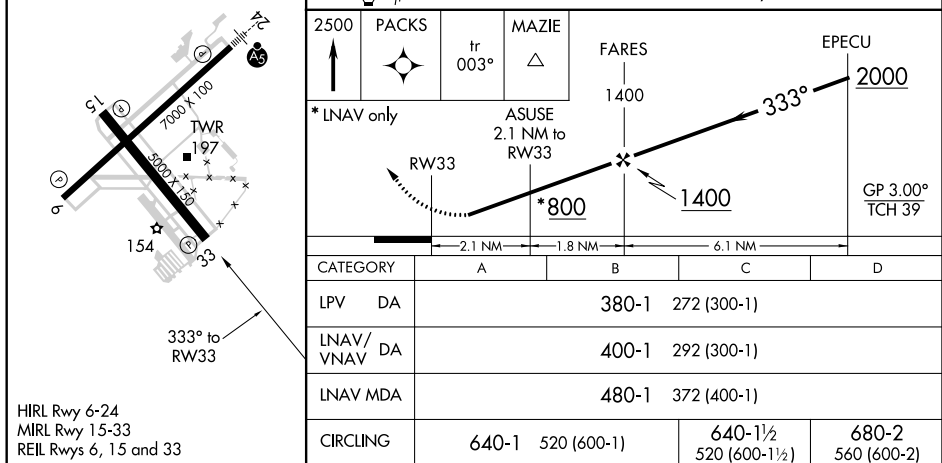 24
A5
P
15
P
7000 X 100
TWR
197
5000 X 150
P
6
154
P
33
333° to
RW33
HIRL Rwy 6-24
MIRL Rwy 15-33
REIL Rwys 6, 15 and 33
2500
PACKS
tr
003°
MAZIE
FARES
1400
EPECU
2000
333°
* LNAV only
ASUSE
2.1 NM to
RW33
RW33
*800
1400
GP 3.00°
TCH 39
2.1 NM
1.8 NM
6.1 NM
CATEGORY A B C D
LPV DA 380-1 272 (300-1)
LNAV/
VNAV DA 400-1 292 (300-1)
LNAV MDA 480-1 372 (400-1)
CIRCLING 640-1 520 (600-1) 640-1½ 680-2
520 (600-1½) 560 (600-2)